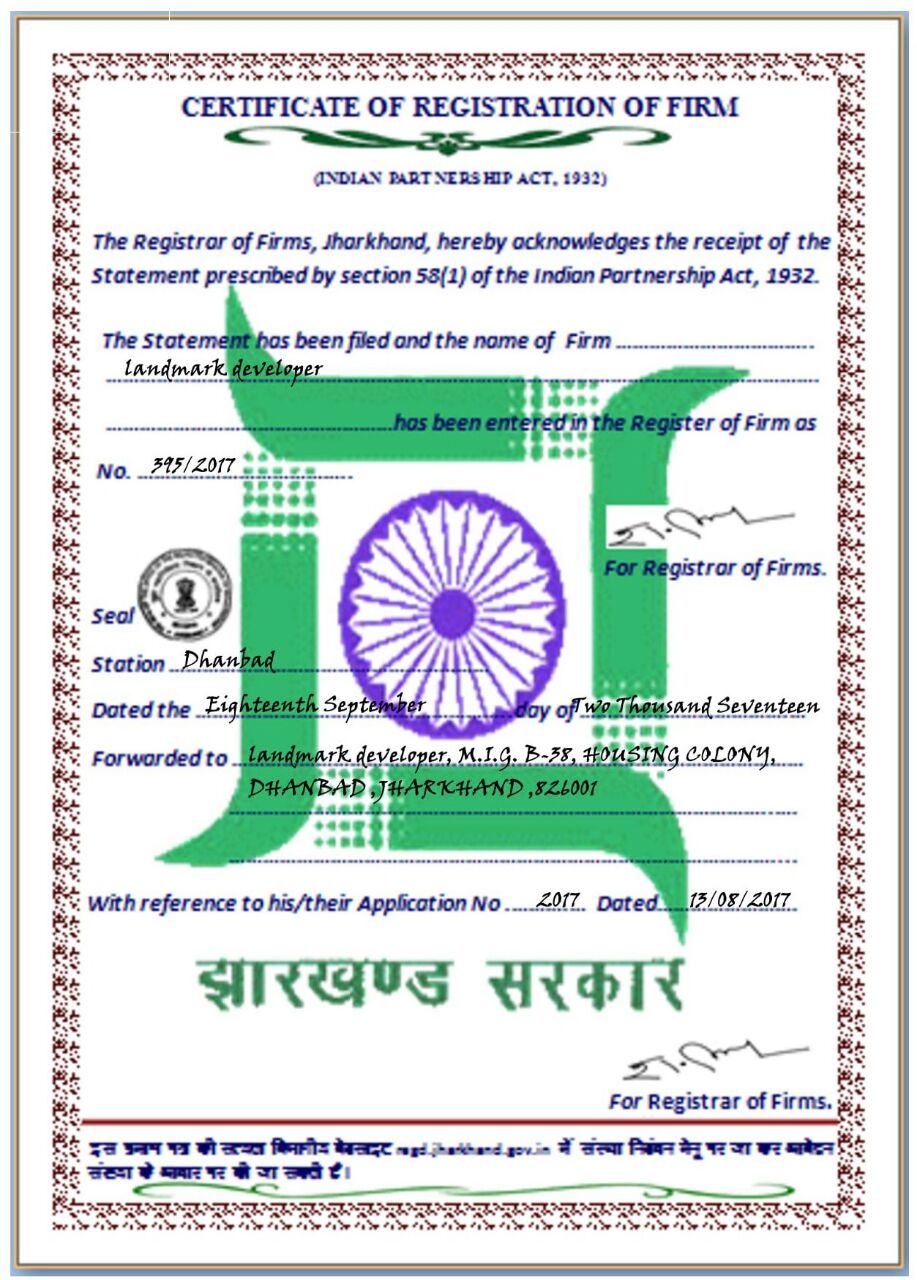 CERTIFICATE OF REGISTRATION OF FIRM
(INDIAN PARTNERSHIP ACT, 1932)
The Registrar of Firms, Jharkhand, hereby acknowledges the receipt of the
Statement prescribed by section 58(1) of the Indian Partnership Act, 1932.
The Statement has been filed and the name of Firm
landmark developer
has been entered in the Register of Firm as
No. 395/2017
For Registrar of Firms.
Seal
Station Dhanbad
Dated the Eighteenth September day of Two Thousand Seventeen
Forwarded to landmark developer, M.I.G. B-38, HOUSING COLONY,
DHANBAD ,JHARKHAND ,826001
With reference to his/their Application No 2017 Dated 13/08/2017
झारखण्ड सरकार
For Registrar of Firms.
इस प्रमाण पत्र की सत्यता विभागीय वेबसाइट regd.jharkhand.gov.in में संस्था निबंधन मेनू पर जा कर आवेदन
संख्या के आधार पर की जा सकती हैं।